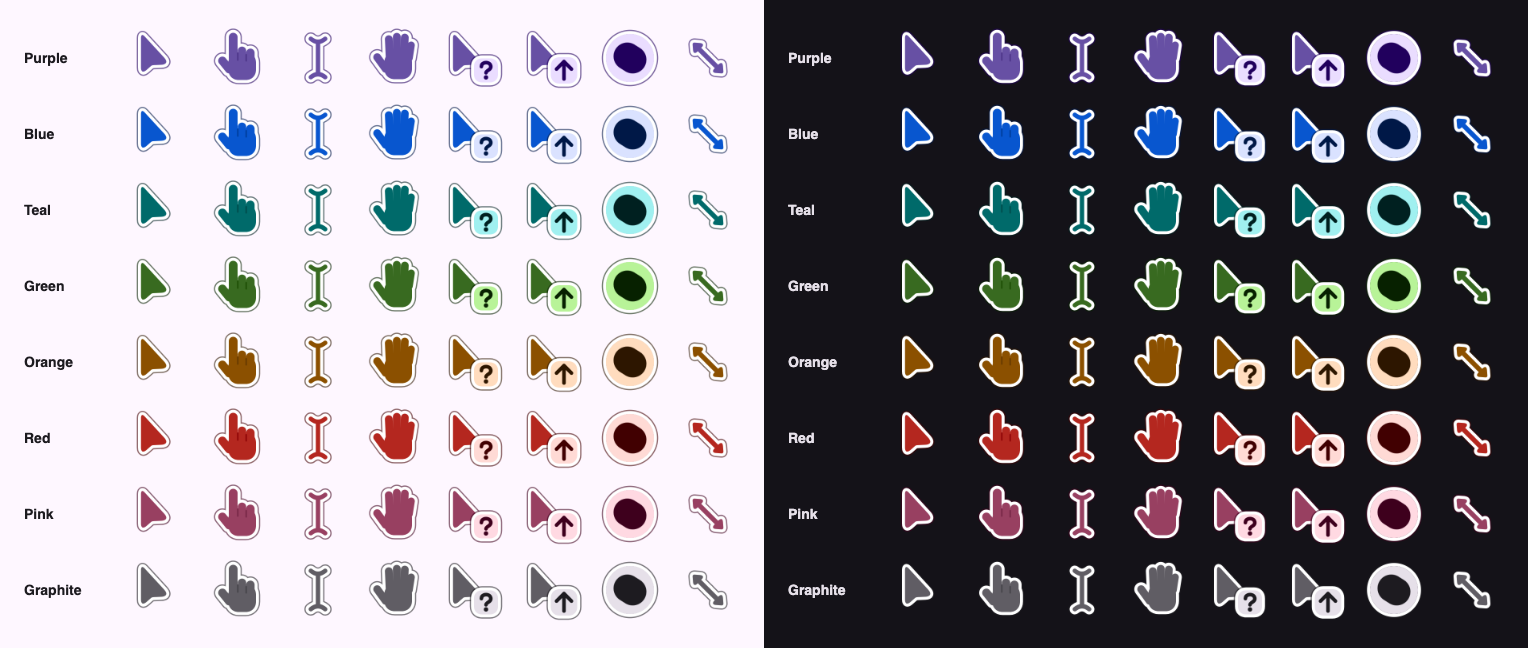 Purple ? Purple ?
Blue ? Blue ?
Teal ? Teal ?
Green ? Green ?
Orange ? Orange ?
Red ? Red ?
Pink ? Pink ?
Graphite ? Graphite ?